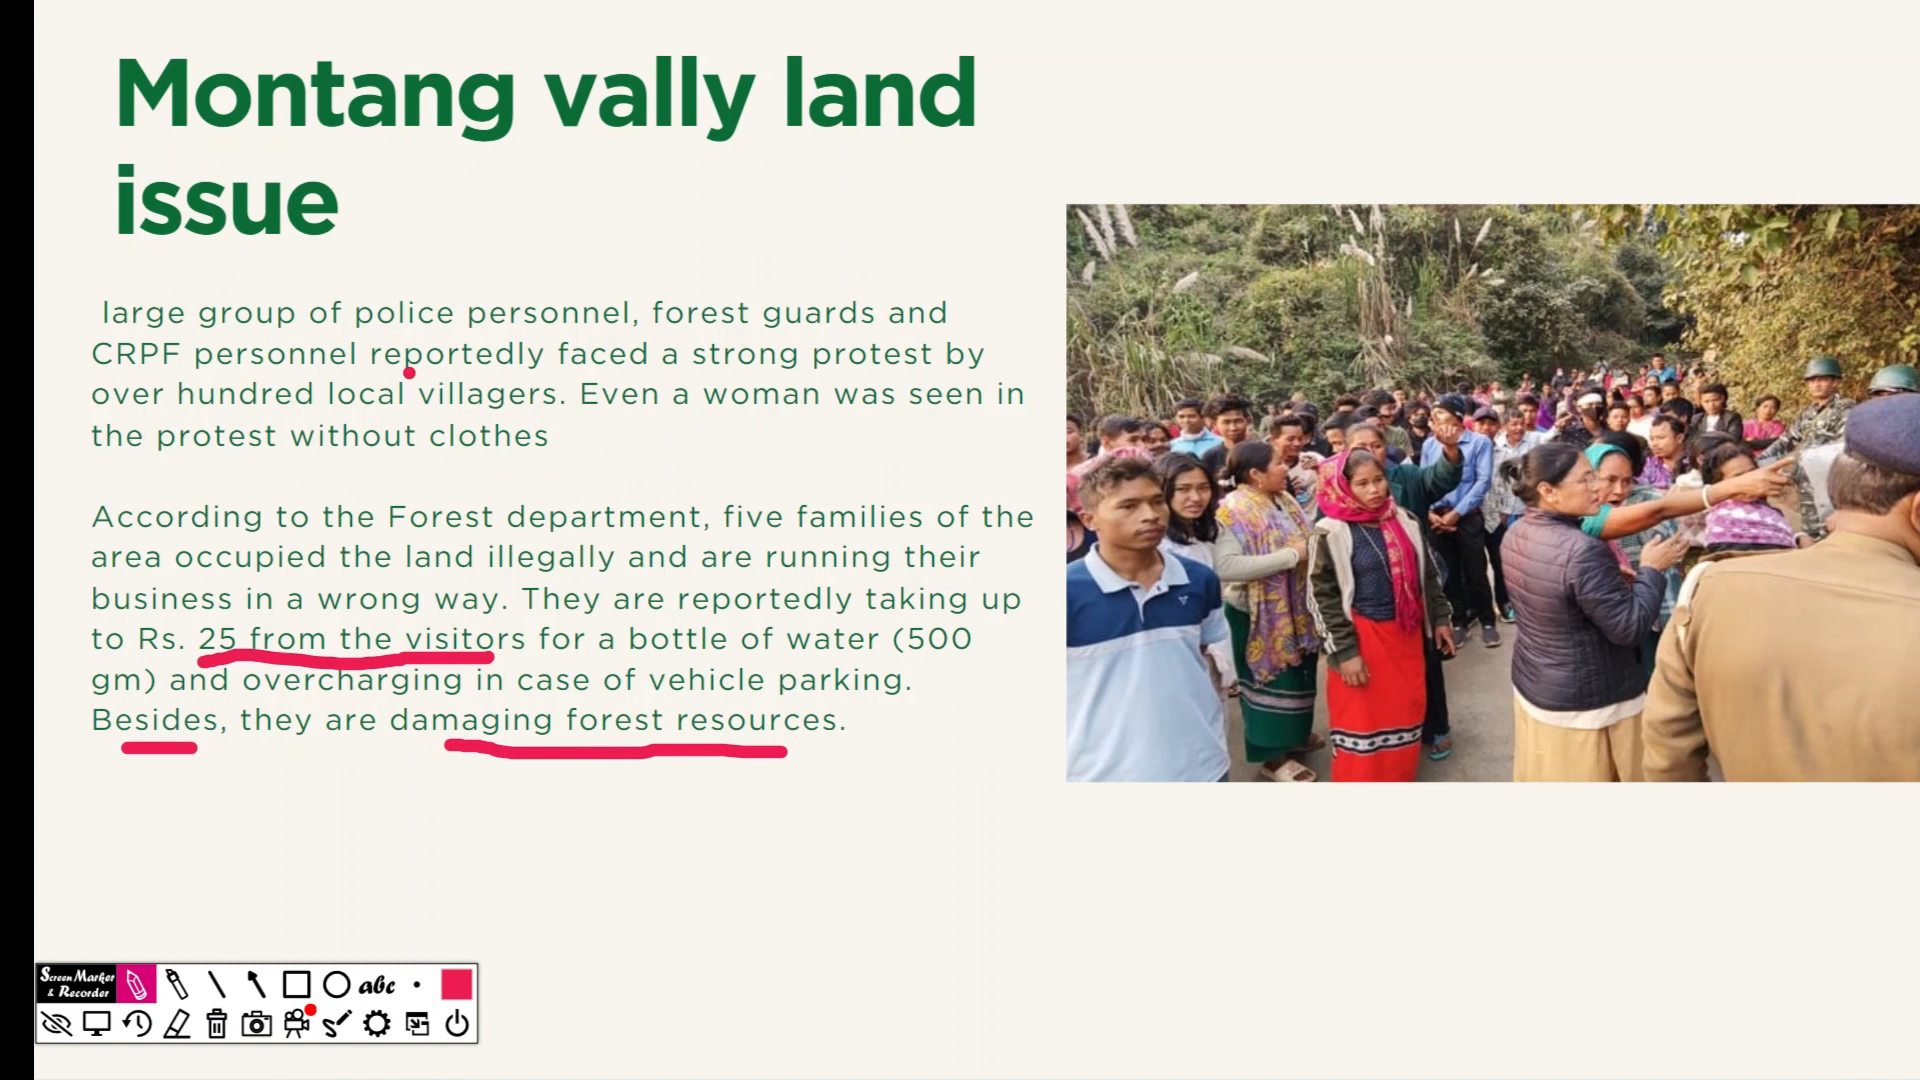 Montang vally land
issue
large group of police personnel, forest guards and
CRPF personnel reportedly faced a strong protest by
over hundred local villagers. Even a woman was seen in
the protest without clothes
According to the Forest department, five families of the
area occupied the land illegally and are running their
business in a wrong way. They are reportedly taking up
to Rs. 25 from the visitors for a bottle of water (500
gm) and overcharging in case of vehicle parking.
Besides, they are damaging forest resources.
Screen Marker
& Recorder
abc